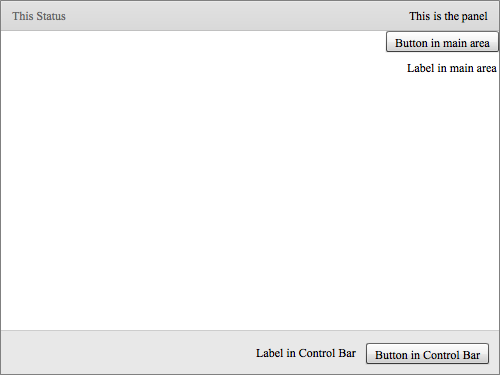 This Status
This is the panel
Button in main area
Label in main area
Label in Control Bar
Button in Control Bar